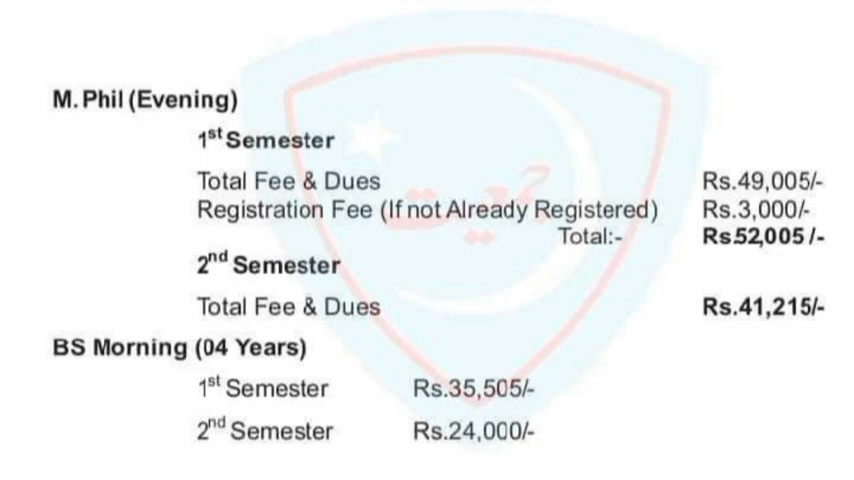 M. Phil (Evening)
1st Semester
Total Fee & Dues Rs.49,005/-
Registration Fee (If not Already Registered) Rs.3,000/-
Total:- Rs52,005/-
2nd Semester
Total Fee & Dues Rs.41,215/-
BS Morning (04 Years)
1st Semester Rs.35,505/-
2nd Semester Rs.24,000/-